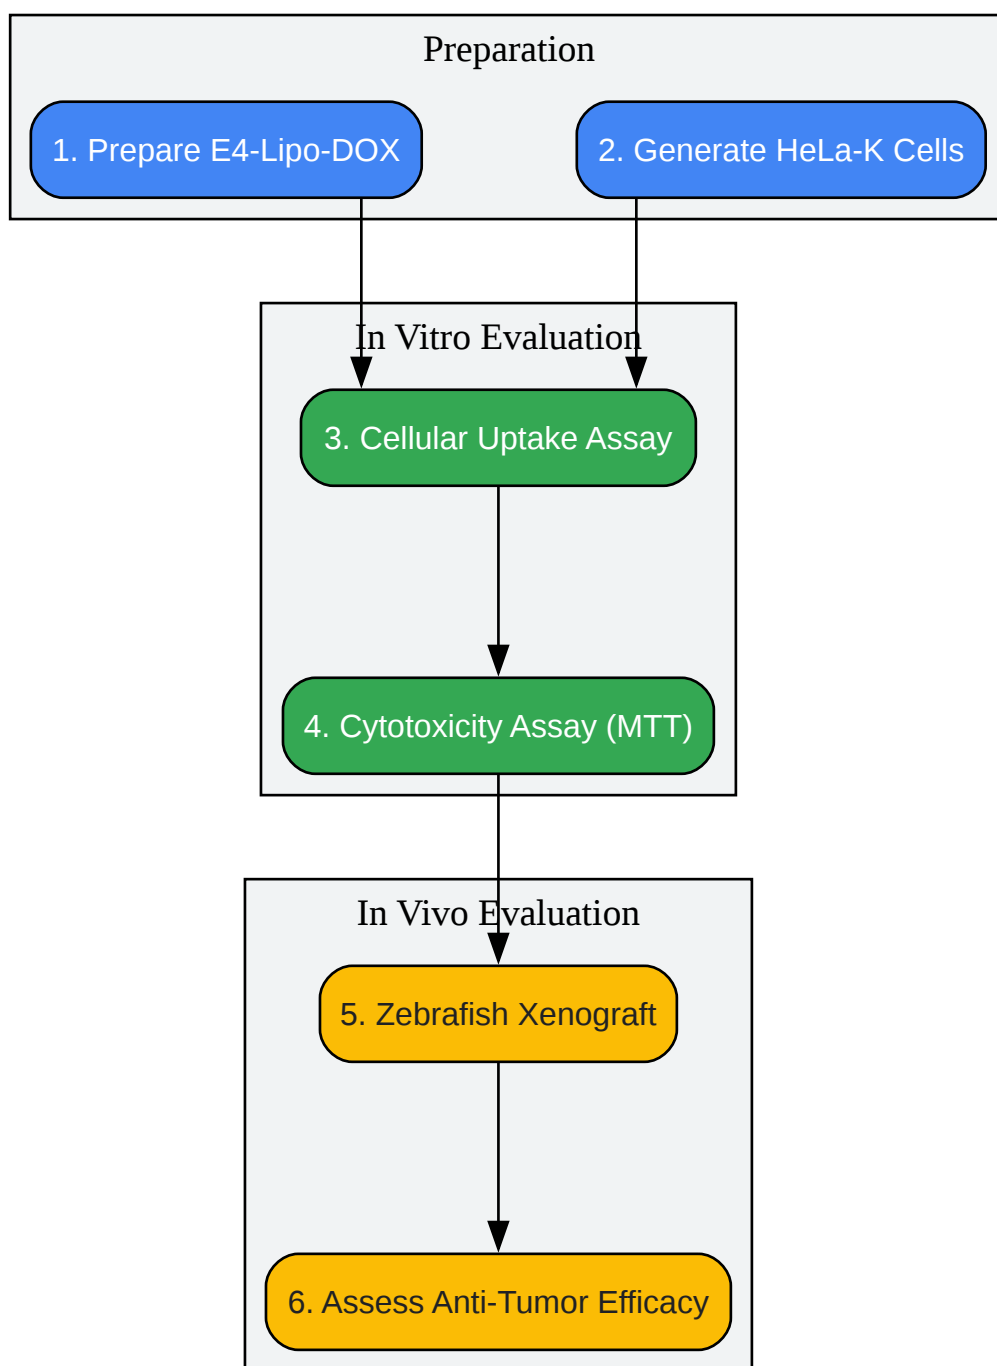 Preparation
1. Prepare E4-Lipo-DOX
2. Generate HeLa-K Cells
In Vitro Evaluation
3. Cellular Uptake Assay
4. Cytotoxicity Assay (MTT)
In Vivo Evaluation
5. Zebrafish Xenograft
6. Assess Anti-Tumor Efficacy